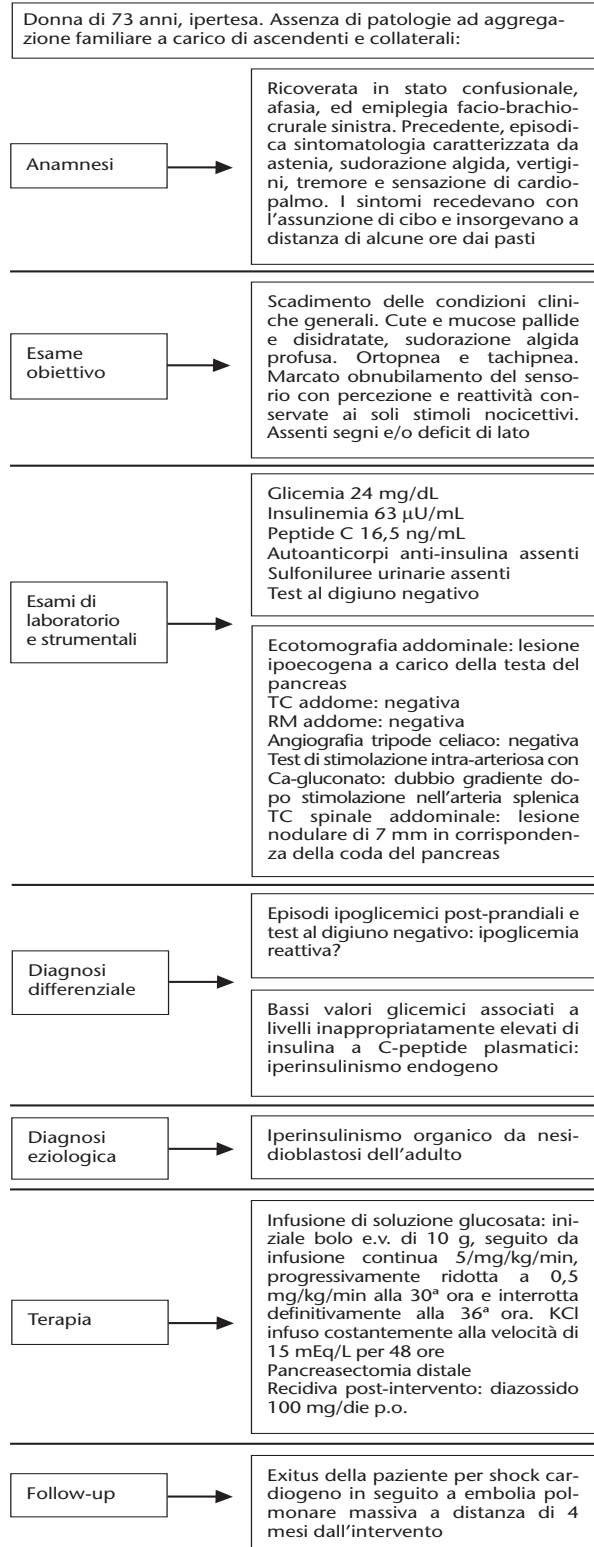 Donna di 73 anni, ipertesa. Assenza di patologie ad aggrega-
zione familiare a carico di ascendenti e collaterali:
Anamnesi
Ricoverata in stato confusionale,
afasia, ed emiplegia facio-brachio-
crurale sinistra. Precedente, episodi-
ca sintomatologia caratterizzata da
astenia, sudorazione algida, vertigi-
ni, tremore e sensazione di cardio-
palmo. I sintomi recedevano con
l'assunzione di cibo e insorgevano a
distanza di alcune ore dai pasti
Esame
obiettivo
Scadimento delle condizioni clini-
che generali. Cute e mucose pallide
e disidratate, sudorazione algida
profusa. Ortopnea e tachipnea.
Marcato obnubilamento del senso-
rio con percezione e reattività con-
servate ai soli stimoli nocicettivi.
Assenti segni e/o deficit di lato
Esami di
laboratorio
e strumentali
Glicemia 24 mg/dL
Insulinemia 63 µU/mL
Peptide C 16,5 ng/mL
Autoanticorpi anti-insulina assenti
Sulfoniluree urinarie assenti
Test al digiuno negativo
Ecotomografia addominale: lesione
ipoecogena a carico della testa del
pancreas
TC addome: negativa
RM addome: negativa
Angiografia tripode celiaco: negativa
Test di stimolazione intra-arteriosa con
Ca-gluconato: dubbio gradiente do-
po stimolazione nell'arteria splenica
TC spinale addominale: lesione
nodulare di 7 mm in corrisponden-
za della coda del pancreas
Diagnosi
differenziale
Episodi ipoglicemici post-prandiali e
test al digiuno negativo: ipoglicemia
reattiva?
Bassi valori glicemici associati a
livelli inappropriatamente elevati di
insulina a C-peptide plasmatici:
iperinsulinismo endogeno
Diagnosi
eziologica
Iperinsulinismo organico da nesi-
dioblastosi dell'adulto
Terapia
Infusione di soluzione glucosata: ini-
ziale bolo e.v. di 10 g, seguito da
infusione continua 5/mg/kg/min,
progressivamente ridotta a 0,5
mg/kg/min alla 30ª ora e interrotta
definitivamente alla 36ª ora. KCl
infuso costantemente alla velocità di
15 mEq/L per 48 ore
Pancreasectomia distale
Recidiva post-intervento: diazossido
100 mg/die p.o.
Follow-up
Exitus della paziente per shock car-
diogeno in seguito a embolia pol-
monare massiva a distanza di 4
mesi dall'intervento